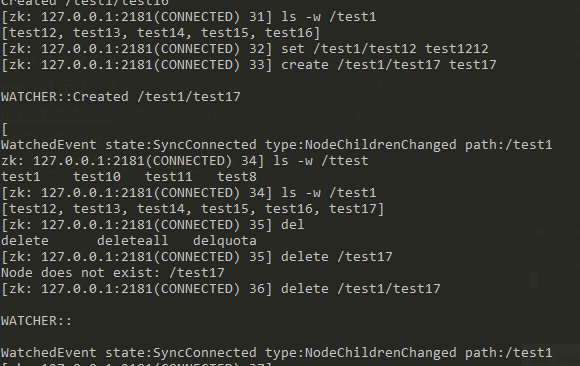 Created /test1/test16
[zk: 127.0.0.1:2181(CONNECTED) 31] ls -w /test1
[test12, test13, test14, test15, test16]
[zk: 127.0.0.1:2181(CONNECTED) 32] set /test1/test12 test1212
[zk: 127.0.0.1:2181(CONNECTED) 33] create /test1/test17 test17
WATCHER::Created /test1/test17
[
WatchedEvent state:SyncConnected type:NodeChildrenChanged path:/test1
zk: 127.0.0.1:2181(CONNECTED) 34] ls -w /ttest
test1    test10   test11   test8
[zk: 127.0.0.1:2181(CONNECTED) 34] ls -w /test1
[test12, test13, test14, test15, test16, test17]
[zk: 127.0.0.1:2181(CONNECTED) 35] del
delete      deleteall   delquota
[zk: 127.0.0.1:2181(CONNECTED) 35] delete /test17
Node does not exist: /test17
[zk: 127.0.0.1:2181(CONNECTED) 36] delete /test1/test17
WATCHER::
WatchedEvent state:SyncConnected type:NodeChildrenChanged path:/test1
[zk: 127.0.0.1:2181(CONNECTED) 37]